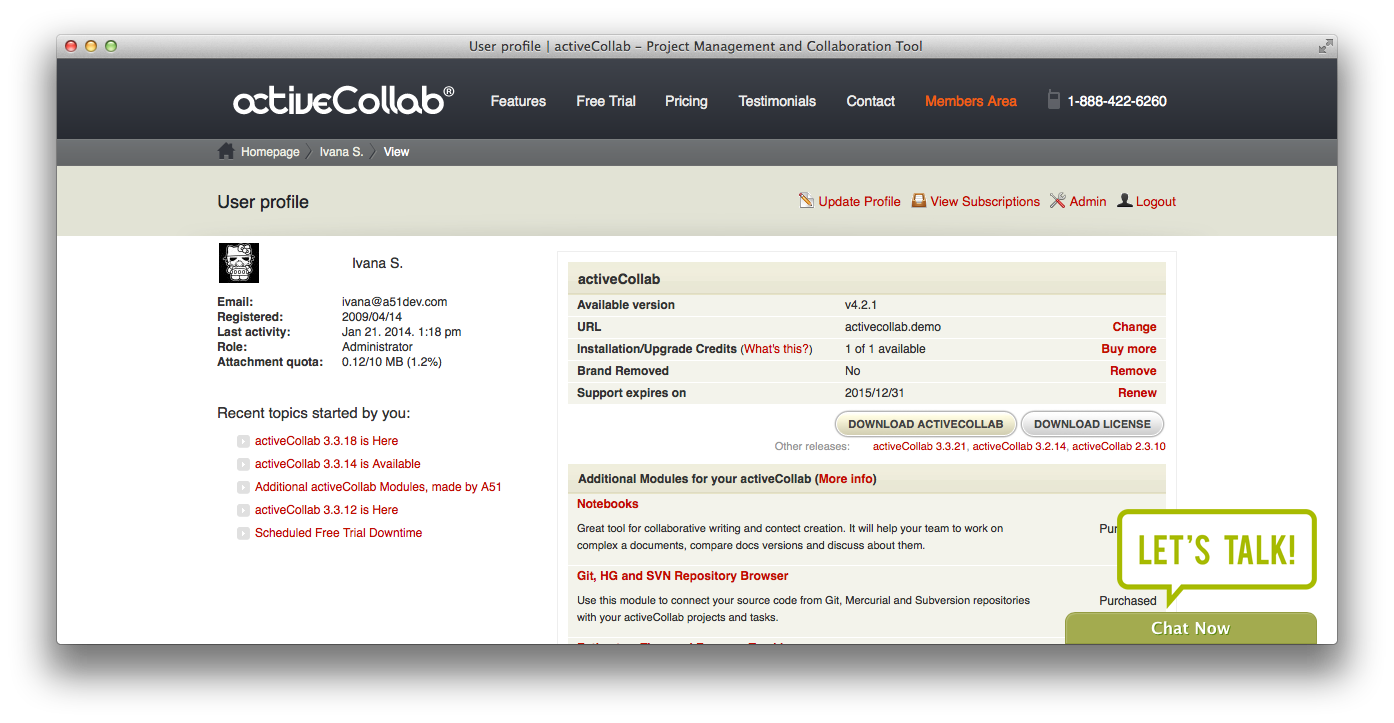 User profile | activeCollab – Project Management and Collaboration Tool
activeCollab®
Features Free Trial Pricing Testimonials Contact Members Area 1-888-422-6260
Homepage Ivana S. View
User profile
Update Profile View Subscriptions Admin Logout
Ivana S.
Email: ivana@a51dev.com
Registered: 2009/04/14
Last activity: Jan 21. 2014. 1:18 pm
Role: Administrator
Attachment quota: 0.12/10 MB (1.2%)
Recent topics started by you:
activeCollab 3.3.18 is Here
activeCollab 3.3.14 is Available
Additional activeCollab Modules, made by A51
activeCollab 3.3.12 is Here
Scheduled Free Trial Downtime
activeCollab
Available version v4.2.1
URL activecollab.demo Change
Installation/Upgrade Credits (What's this?) 1 of 1 available Buy more
Brand Removed No Remove
Support expires on 2015/12/31 Renew
DOWNLOAD ACTIVECOLLAB DOWNLOAD LICENSE
Other releases: activeCollab 3.3.21, activeCollab 3.2.14, activeCollab 2.3.10
Additional Modules for your activeCollab (More info)
Notebooks
Great tool for collaborative writing and contect creation. It will help your team to work on
complex a documents, compare docs versions and discuss about them.
Git, HG and SVN Repository Browser
Use this module to connect your source code from Git, Mercurial and Subversion repositories
with your activeCollab projects and tasks.
Purchased
LET'S TALK!
Chat Now